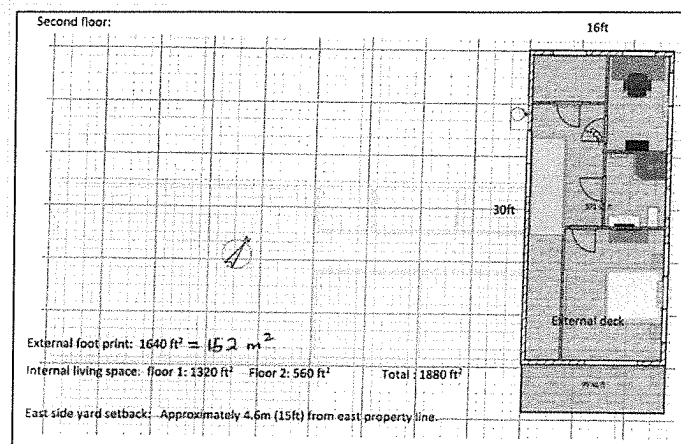 Second floor:
16ft
30ft
External deck
External foot print: 1640 ft² = 152 m²
Internal living space: floor 1: 1320 ft² Floor 2: 560 ft² Total : 1880 ft²
East side yard setback: Approximately 4.6m (15ft) from east property line.